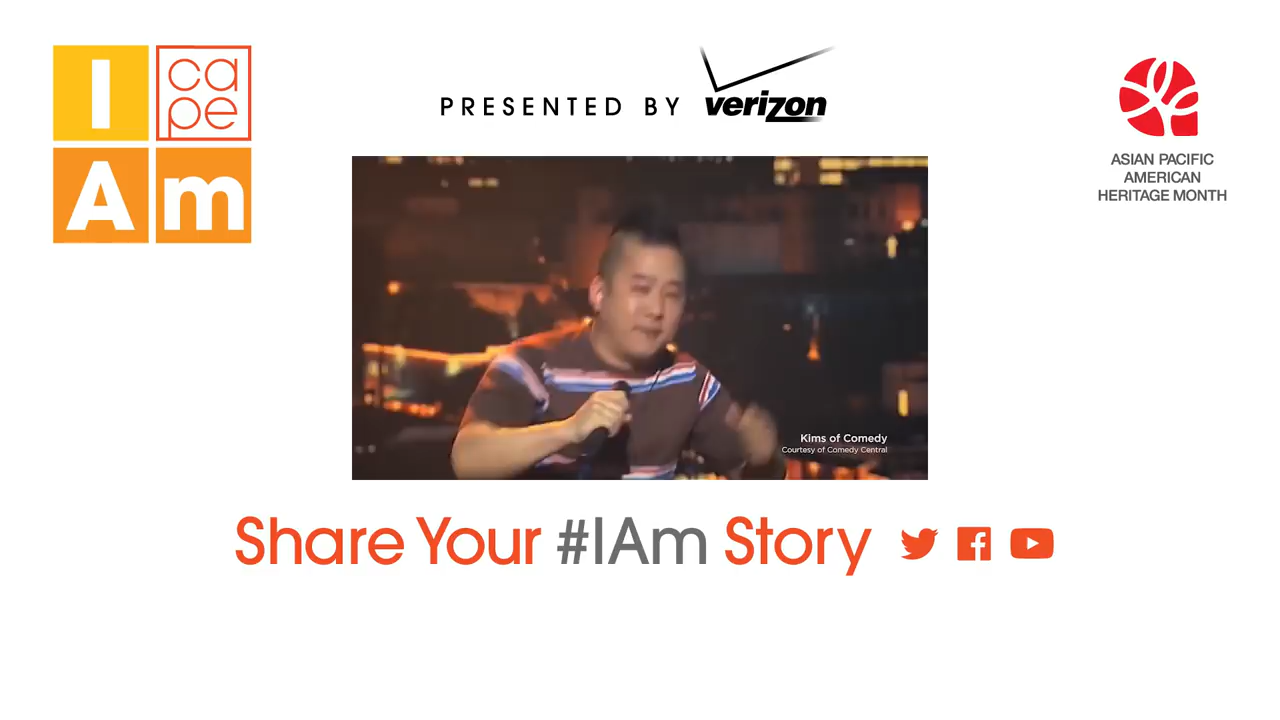 I
ca
pe
Am
PRESENTED BY verizon
ASIAN PACIFIC
AMERICAN
HERITAGE MONTH
Kims of Comedy
Courtesy of Comedy Central
Share Your #IAm Story